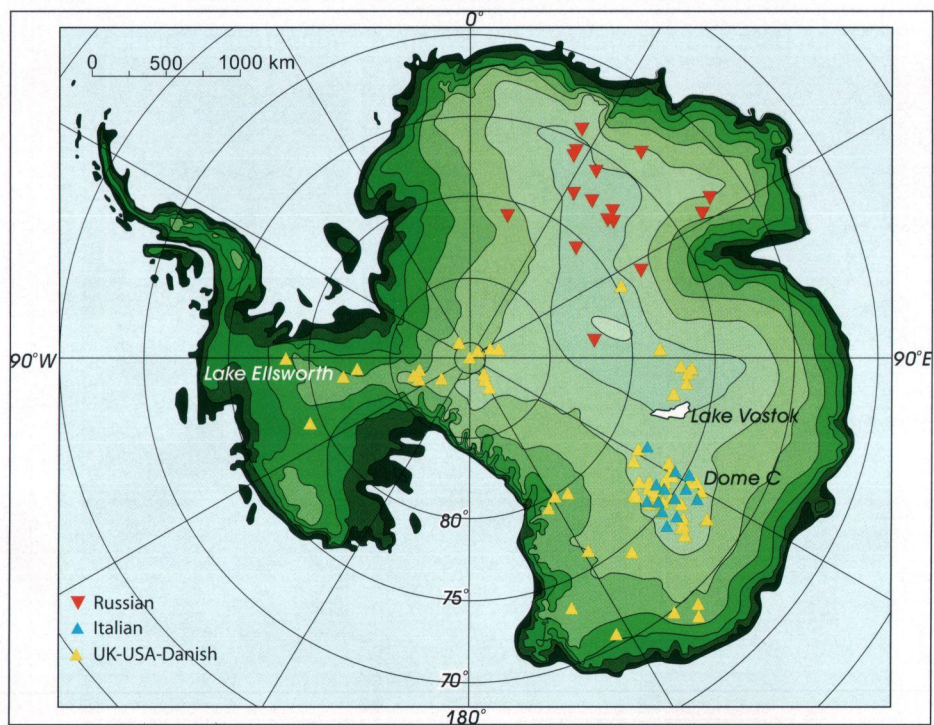 0°
0 500 1000 km
90°W
90°E
Lake Ellsworth
Lake Vostok
Dome C
80°
75°
70°
180°
Russian
Italian
UK-USA-Danish